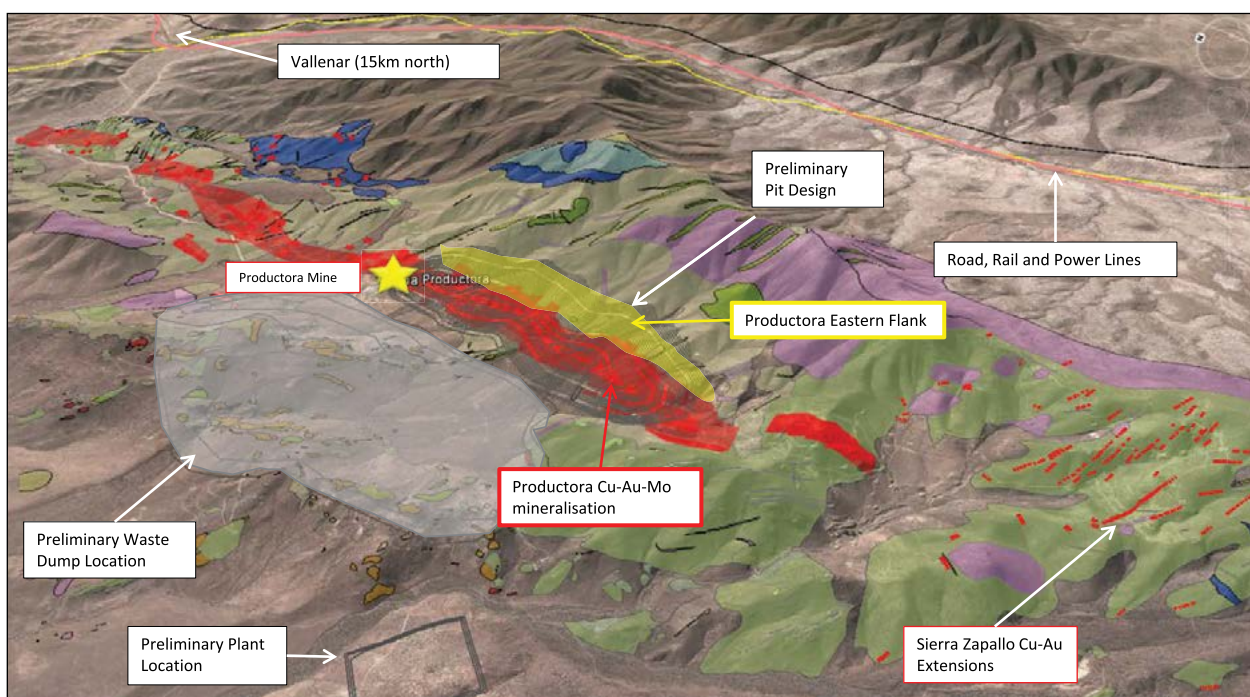 Vallenar (15km north)
Preliminary
Pit Design
Road, Rail and Power Lines
Productora Mine
Productora
Productora Eastern Flank
Productora Cu-Au-Mo
mineralisation
Preliminary Waste
Dump Location
Preliminary Plant
Location
Sierra Zapallo Cu-Au
Extensions